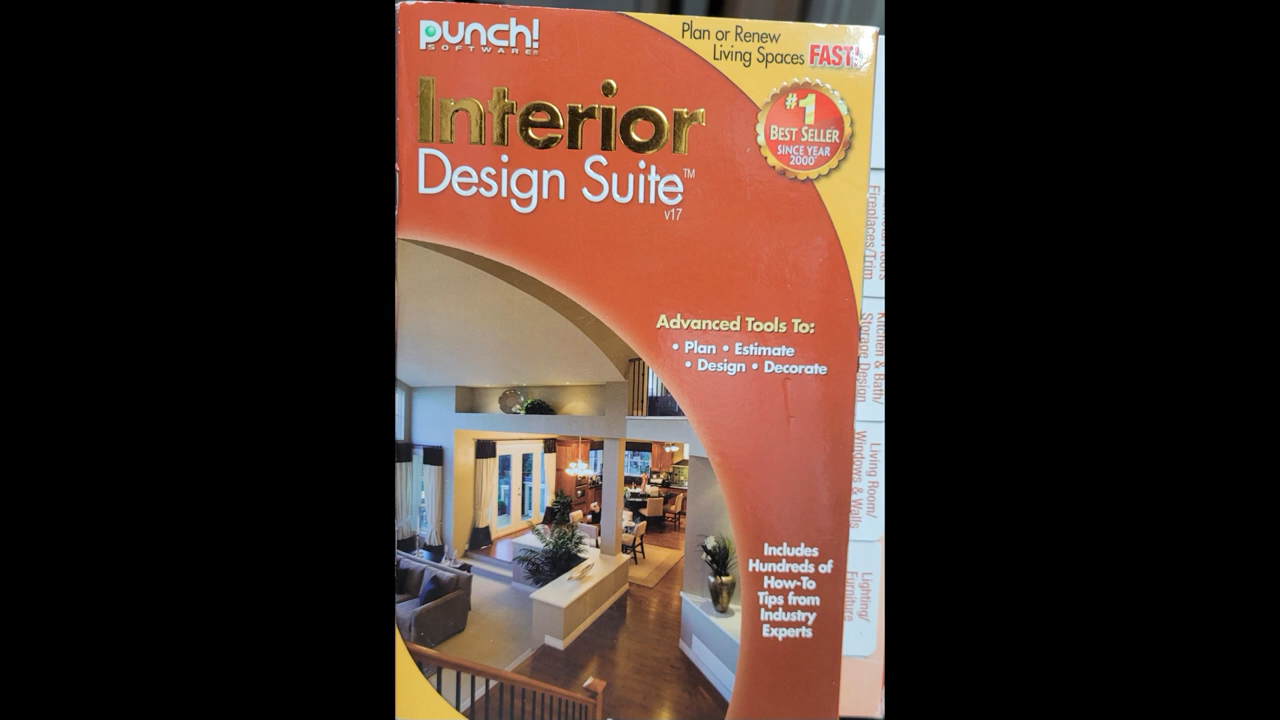 punch!
SOFTWARE®
Plan or Renew
Living Spaces FAST!
Interior
Design Suite™
v17
#1
BEST SELLER
SINCE YEAR
2000
Advanced Tools To:
• Plan • Estimate
• Design • Decorate
Includes
Hundreds of
How-To
Tips from
Industry
Experts
Fireplaces/Trim
Kitchen & Bath/
Storage Design
Living Room/
Windows & Walls
Lighting/
Furniture